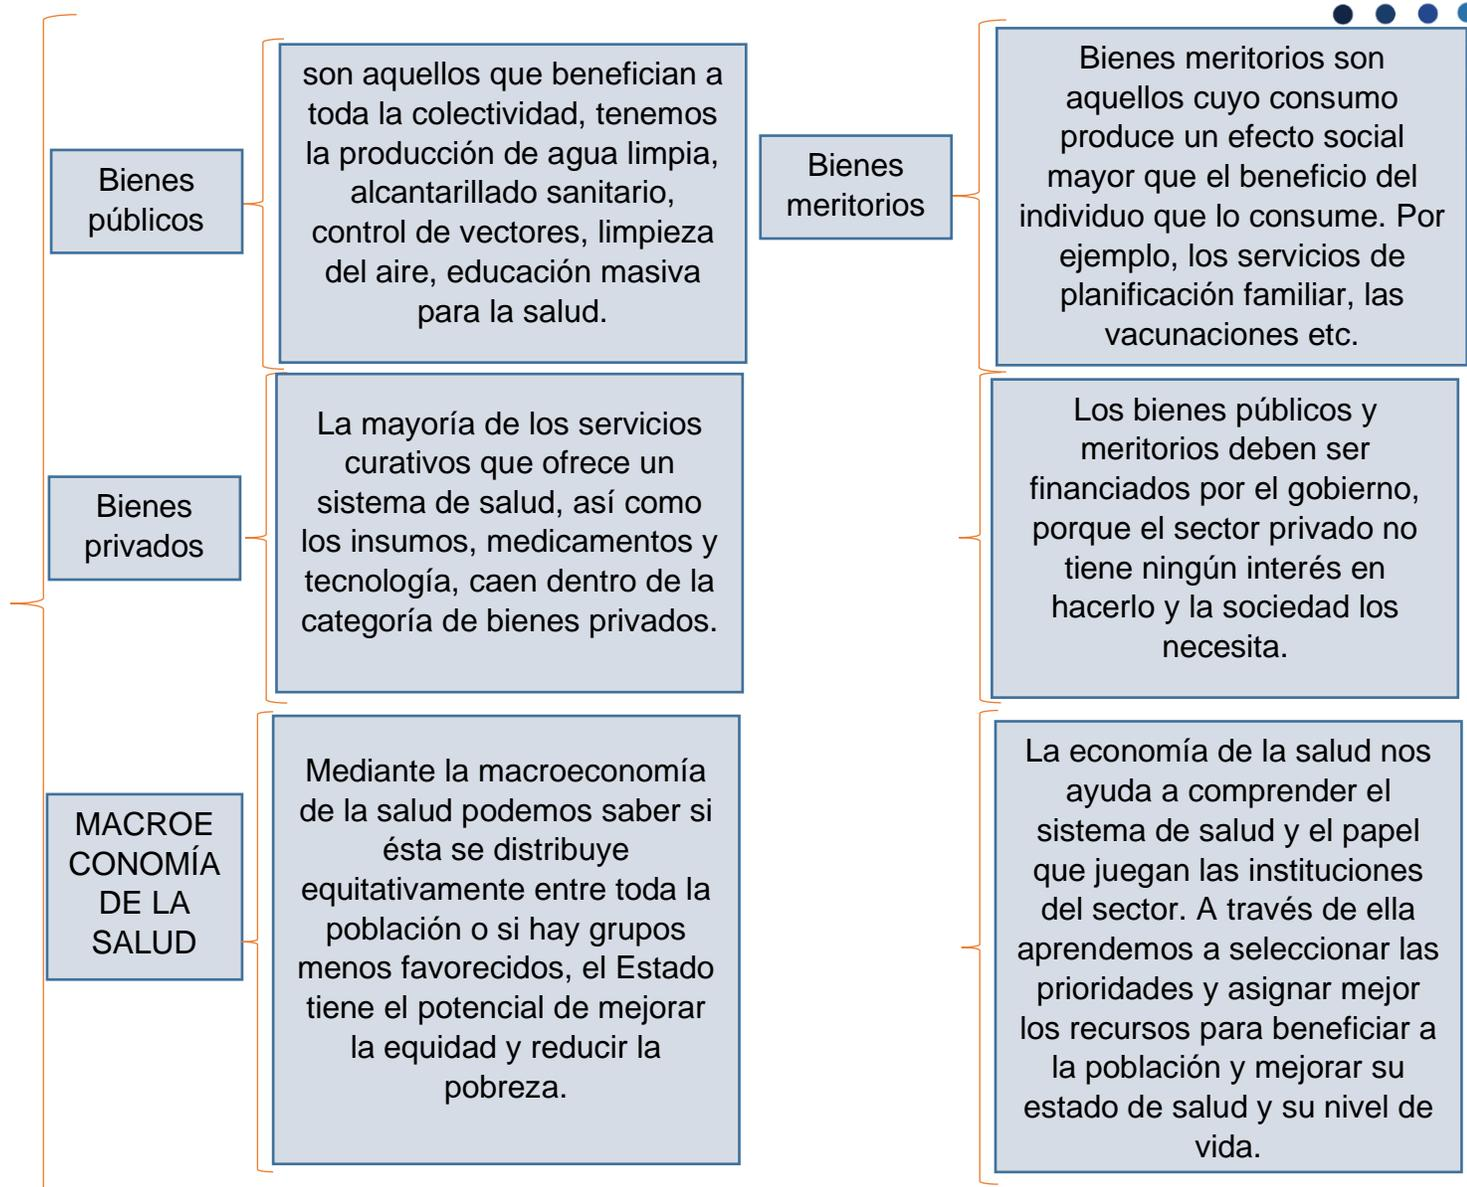 Bienes
públicos
son aquellos que benefician a
toda la colectividad, tenemos
la producción de agua limpia,
alcantarillado sanitario,
control de vectores, limpieza
del aire, educación masiva
para la salud.
Bienes
meritorios
Bienes meritorios son
aquellos cuyo consumo
produce un efecto social
mayor que el beneficio del
individuo que lo consume. Por
ejemplo, los servicios de
planificación familiar, las
vacunaciones etc.
Bienes
privados
La mayoría de los servicios
curativos que ofrece un
sistema de salud, así como
los insumos, medicamentos y
tecnología, caen dentro de la
categoría de bienes privados.
Los bienes públicos y
meritorios deben ser
financiados por el gobierno,
porque el sector privado no
tiene ningún interés en
hacerlo y la sociedad los
necesita.
MACROE
CONOMÍA
DE LA
SALUD
Mediante la macroeconomía
de la salud podemos saber si
ésta se distribuye
equitativamente entre toda la
población o si hay grupos
menos favorecidos, el Estado
tiene el potencial de mejorar
la equidad y reducir la
pobreza.
La economía de la salud nos
ayuda a comprender el
sistema de salud y el papel
que juegan las instituciones
del sector. A través de ella
aprendemos a seleccionar las
prioridades y asignar mejor
los recursos para beneficiar a
la población y mejorar su
estado de salud y su nivel de
vida.